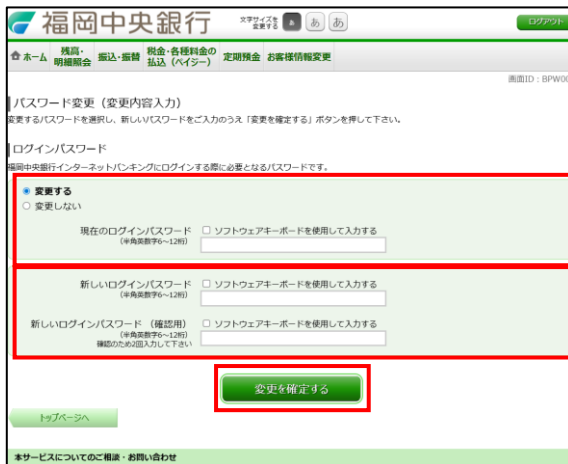 福岡中央銀行 文字サイズを変更する あ あ あ ログアウト
ホーム 残高・明細照会 振込・振替 税金・各種料金の払込（ペイジー） 定期預金 お客様情報変更
画面ID：BPW00
パスワード変更（変更内容入力）
変更するパスワードを選択し、新しいパスワードをご入力のうえ「変更を確定する」ボタンを押して下さい。
ログインパスワード
福岡中央銀行インターネットバンキングにログインする際に必要となるパスワードです。
変更する
変更しない
現在のログインパスワード ソフトウェアキーボードを使用して入力する
（半角英数字6～12桁）
新しいログインパスワード ソフトウェアキーボードを使用して入力する
（半角英数字6～12桁）
新しいログインパスワード （確認用） ソフトウェアキーボードを使用して入力する
（半角英数字6～12桁）
確認のため2回入力して下さい
変更を確定する
トップページへ
本サービスについてのご相談・お問い合わせ